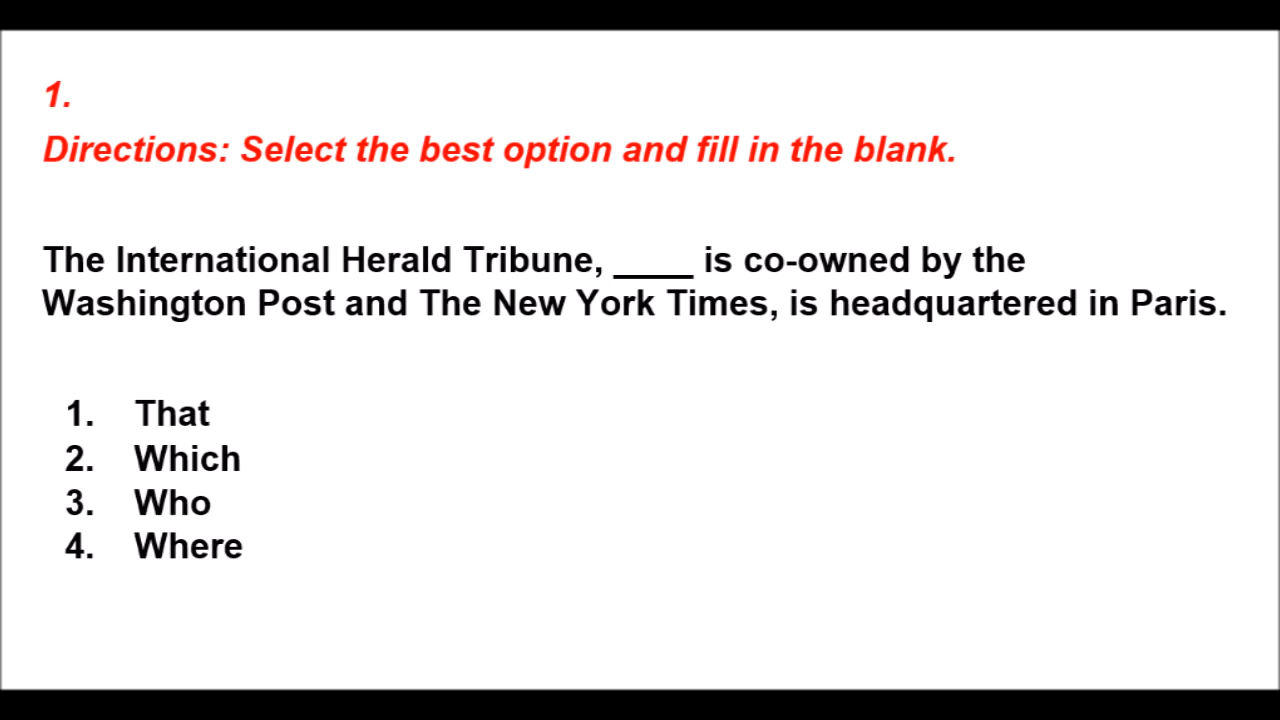 1.
Directions: Select the best option and fill in the blank.
The International Herald Tribune, ____ is co-owned by the
Washington Post and The New York Times, is headquartered in Paris.
1. That
2. Which
3. Who
4. Where